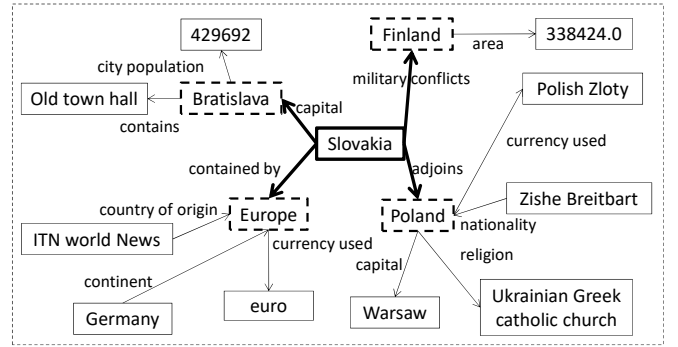 429692
Finland
area
338424.0
city population
military conflicts
Old town hall
Bratislava
capital
Polish Zloty
contains
Slovakia
currency used
contained by
adjoins
country of origin
Europe
Poland
Zishe Breitbart
ITN world News
currency used
nationality
continent
capital
religion
Germany
euro
Warsaw
Ukrainian Greek
catholic church